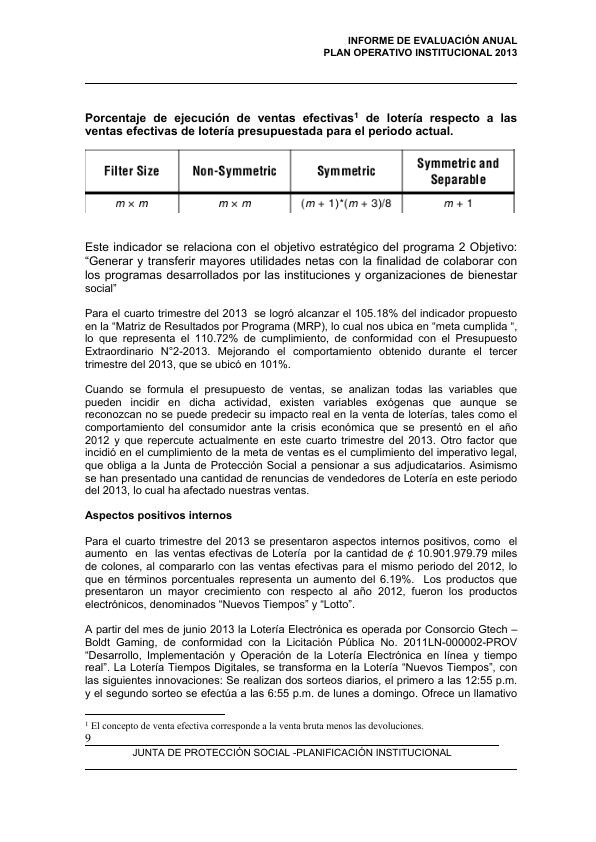 INFORME DE EVALUACIÓN ANUAL
PLAN OPERATIVO INSTITUCIONAL 2013
Porcentaje de ejecución de ventas efectivas¹ de lotería respecto a las
ventas efectivas de lotería presupuestada para el periodo actual.
Filter Size Non-Symmetric Symmetric Symmetric and Separable
m × m m × m (m + 1)*(m + 3)/8 m + 1
Este indicador se relaciona con el objetivo estratégico del programa 2 Objetivo:
“Generar y transferir mayores utilidades netas con la finalidad de colaborar con
los programas desarrollados por las instituciones y organizaciones de bienestar
social”
Para el cuarto trimestre del 2013 se logró alcanzar el 105.18% del indicador propuesto
en la “Matriz de Resultados por Programa (MRP), lo cual nos ubica en “meta cumplida “,
lo que representa el 110.72% de cumplimiento, de conformidad con el Presupuesto
Extraordinario N°2-2013. Mejorando el comportamiento obtenido durante el tercer
trimestre del 2013, que se ubicó en 101%.
Cuando se formula el presupuesto de ventas, se analizan todas las variables que
pueden incidir en dicha actividad, existen variables exógenas que aunque se
reconozcan no se puede predecir su impacto real en la venta de loterías, tales como el
comportamiento del consumidor ante la crisis económica que se presentó en el año
2012 y que repercute actualmente en este cuarto trimestre del 2013. Otro factor que
incidió en el cumplimiento de la meta de ventas es el cumplimiento del imperativo legal,
que obliga a la Junta de Protección Social a pensionar a sus adjudicatarios. Asimismo
se han presentado una cantidad de renuncias de vendedores de Lotería en este periodo
del 2013, lo cual ha afectado nuestras ventas.
Aspectos positivos internos
Para el cuarto trimestre del 2013 se presentaron aspectos internos positivos, como el
aumento en las ventas efectivas de Lotería por la cantidad de ¢ 10.901.979.79 miles
de colones, al compararlo con las ventas efectivas para el mismo periodo del 2012, lo
que en términos porcentuales representa un aumento del 6.19%. Los productos que
presentaron un mayor crecimiento con respecto al año 2012, fueron los productos
electrónicos, denominados “Nuevos Tiempos” y “Lotto”.
A partir del mes de junio 2013 la Lotería Electrónica es operada por Consorcio Gtech –
Boldt Gaming, de conformidad con la Licitación Pública No. 2011LN-000002-PROV
“Desarrollo, Implementación y Operación de la Lotería Electrónica en línea y tiempo
real”. La Lotería Tiempos Digitales, se transforma en la Lotería “Nuevos Tiempos”, con
las siguientes innovaciones: Se realizan dos sorteos diarios, el primero a las 12:55 p.m.
y el segundo sorteo se efectúa a las 6:55 p.m. de lunes a domingo. Ofrece un llamativo
¹ El concepto de venta efectiva corresponde a la venta bruta menos las devoluciones.
9
JUNTA DE PROTECCIÓN SOCIAL -PLANIFICACIÓN INSTITUCIONAL